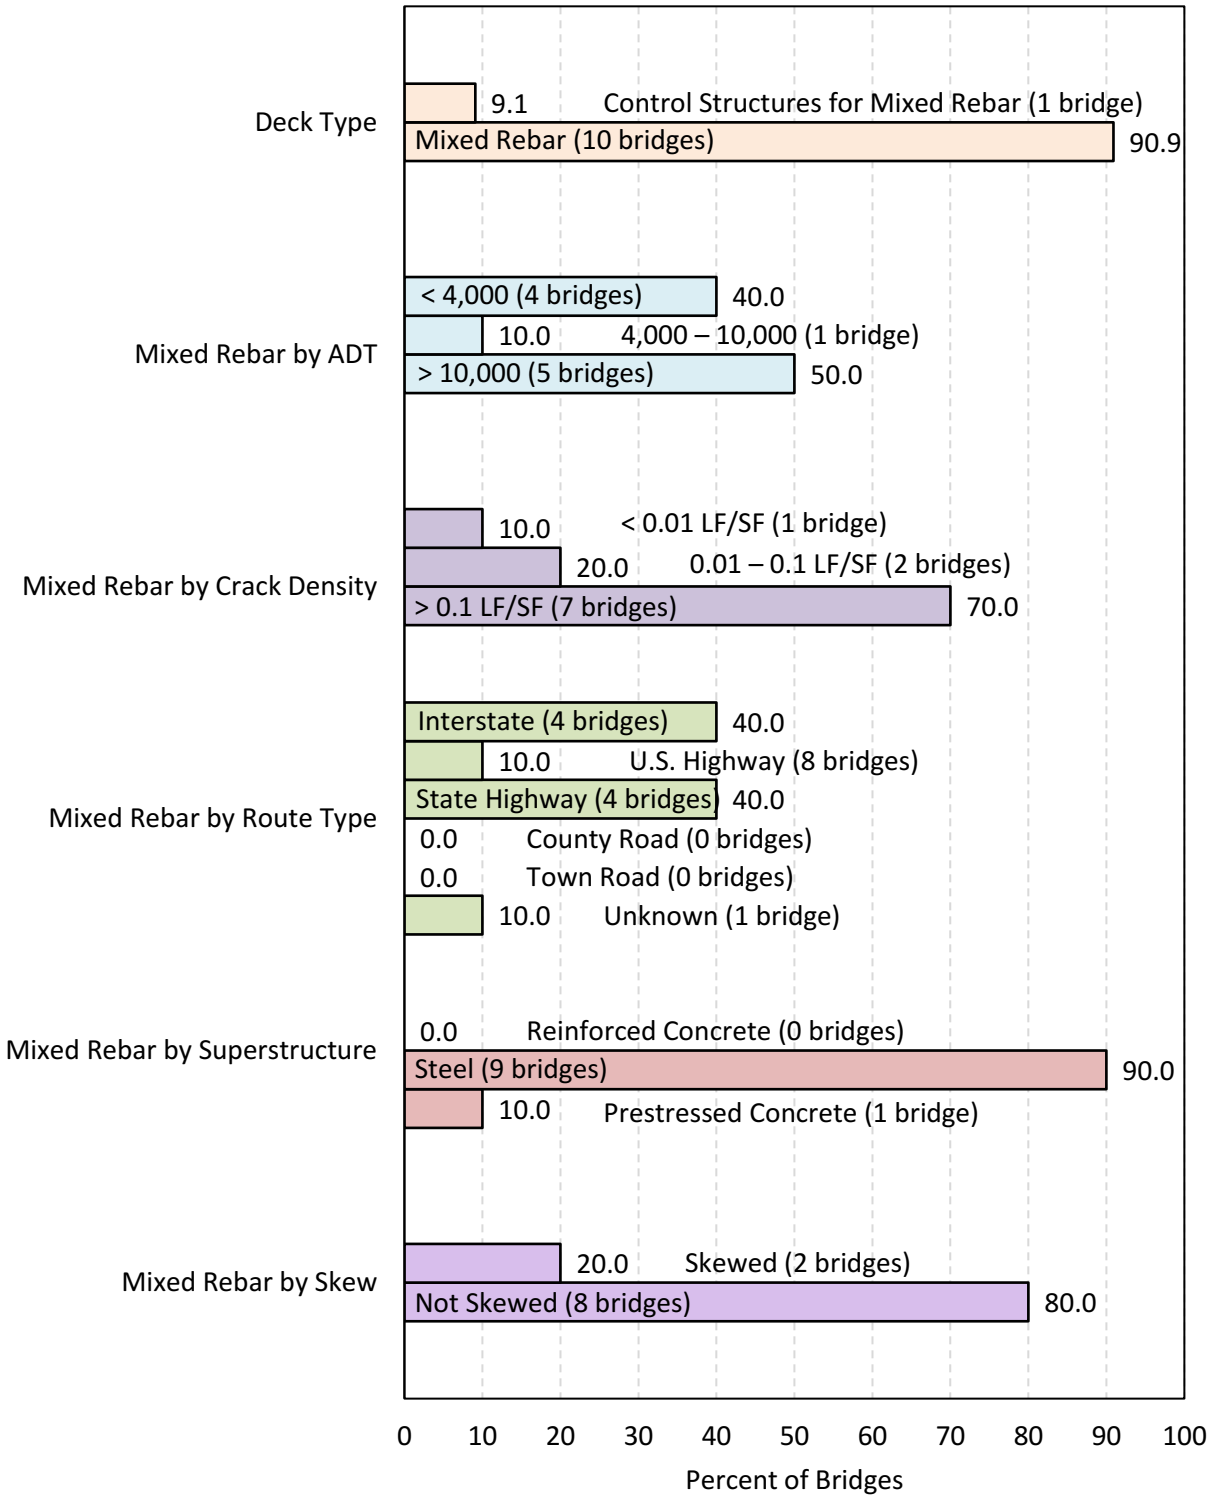 9.1 Control Structures for Mixed Rebar (1 bridge)
Deck Type
Mixed Rebar (10 bridges) 90.9
< 4,000 (4 bridges) 40.0
10.0 4,000 – 10,000 (1 bridge)
Mixed Rebar by ADT
> 10,000 (5 bridges) 50.0
10.0 < 0.01 LF/SF (1 bridge)
20.0 0.01 – 0.1 LF/SF (2 bridges)
Mixed Rebar by Crack Density
> 0.1 LF/SF (7 bridges) 70.0
Interstate (4 bridges) 40.0
10.0 U.S. Highway (8 bridges)
State Highway (4 bridges) 40.0
Mixed Rebar by Route Type
0.0 County Road (0 bridges)
0.0 Town Road (0 bridges)
10.0 Unknown (1 bridge)
0.0 Reinforced Concrete (0 bridges)
Mixed Rebar by Superstructure
Steel (9 bridges) 90.0
10.0 Prestressed Concrete (1 bridge)
20.0 Skewed (2 bridges)
Mixed Rebar by Skew
Not Skewed (8 bridges) 80.0
0 10 20 30 40 50 60 70 80 90 100
Percent of Bridges